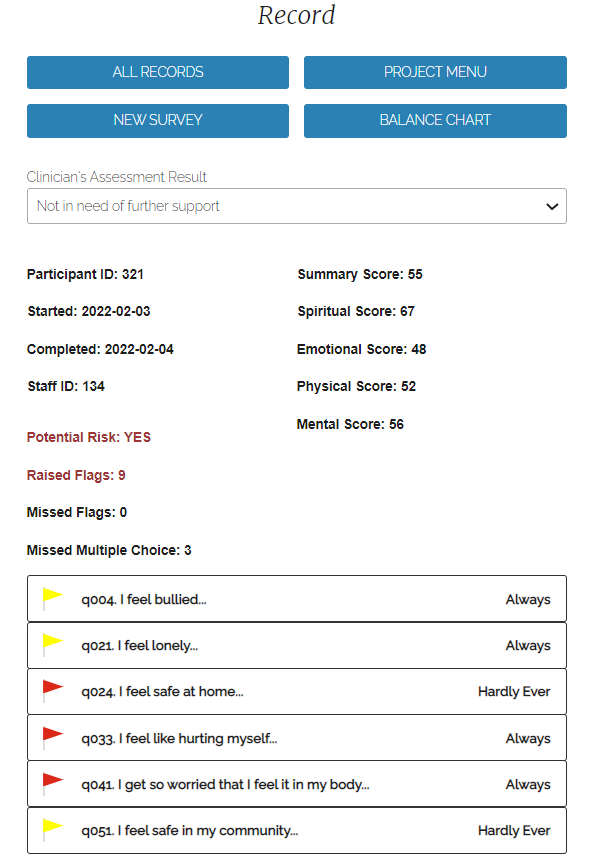 Record
ALL RECORDS PROJECT MENU
NEW SURVEY BALANCE CHART
Clinician's Assessment Result
Not in need of further support
Participant ID: 321 Summary Score: 55
Started: 2022-02-03 Spiritual Score: 67
Completed: 2022-02-04 Emotional Score: 48
Staff ID: 134 Physical Score: 52
Mental Score: 56
Potential Risk: YES
Raised Flags: 9
Missed Flags: 0
Missed Multiple Choice: 3
q004. I feel bullied... Always
q021. I feel lonely... Always
q024. I feel safe at home... Hardly Ever
q033. I feel like hurting myself... Always
q041. I get so worried that I feel it in my body... Always
q051. I feel safe in my community... Hardly Ever